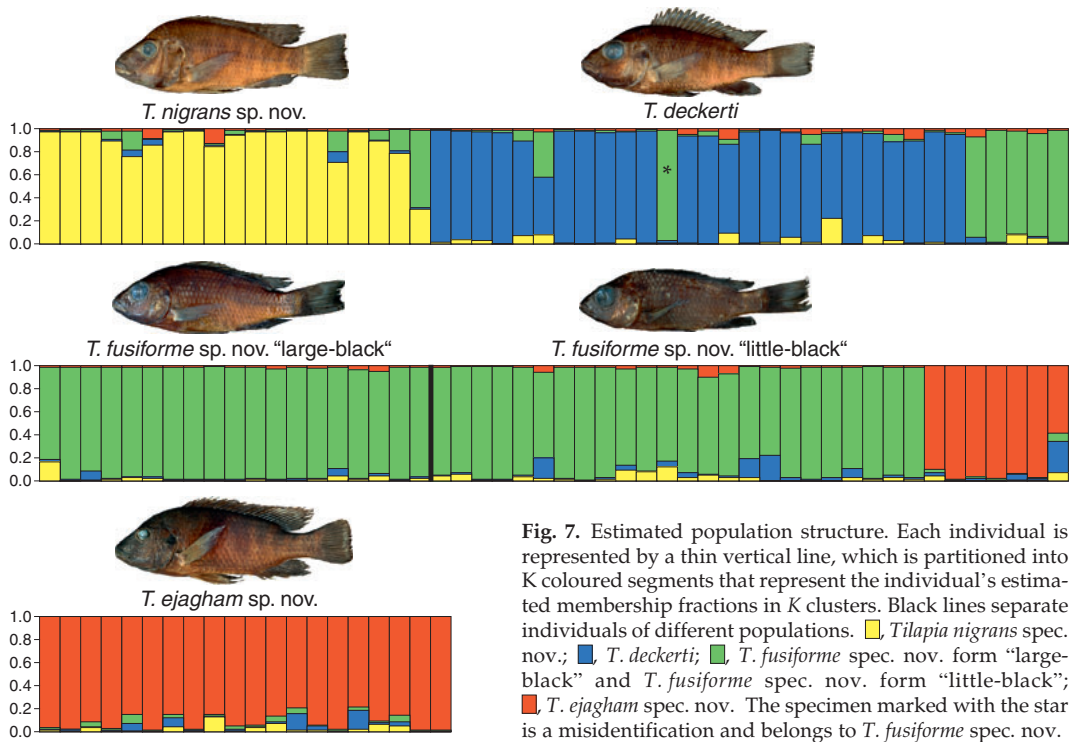 T. nigrans sp. nov.
T. deckerti
1.0
0.8
0.6
0.4
0.2
0.0
*
T. fusiforme sp. nov. "large-black“
T. fusiforme sp. nov. "little-black“
1.0
0.8
0.6
0.4
0.2
0.0
T. ejagham sp. nov.
1.0
0.8
0.6
0.4
0.2
0.0
Fig. 7. Estimated population structure. Each individual is
represented by a thin vertical line, which is partitioned into
K coloured segments that represent the individual's estima-
ted membership fractions in K clusters. Black lines separate
individuals of different populations. , Tilapia nigrans spec.
nov.; , T. deckerti; , T. fusiforme spec. nov. form "large-
black" and T. fusiforme spec. nov. form "little-black";
, T. ejagham spec. nov. The specimen marked with the star
is a misidentification and belongs to T. fusiforme spec. nov.